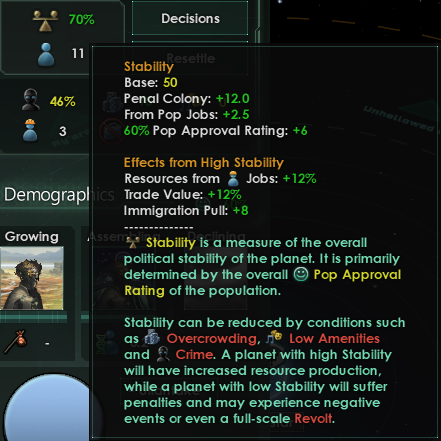 70%
Decisions
11
Resettle
46%
3
Unhallowed
Demographics
Growing
Assembling
Declining
-
Stability
Base: 50
Penal Colony: +12.0
From Pop Jobs: +2.5
60% Pop Approval Rating: +6
Effects from High Stability
Resources from Jobs: +12%
Trade Value: +12%
Immigration Pull: +8
--------------
Stability is a measure of the overall
political stability of the planet. It is primarily
determined by the overall Pop Approval
Rating of the population.
Stability can be reduced by conditions such
as Overcrowding, Low Amenities
and Crime. A planet with high Stability
will have increased resource production,
while a planet with low Stability will suffer
penalties and may experience negative
events or even a full-scale Revolt.